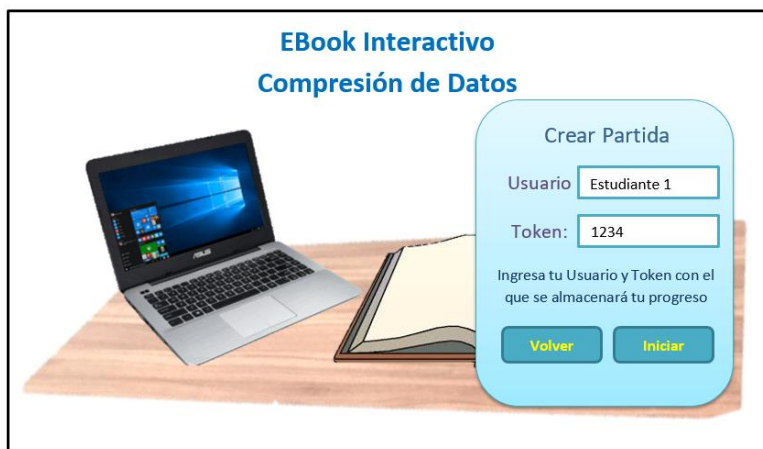 EBook Interactivo
Compresión de Datos
Crear Partida
Usuario Estudiante 1
Token: 1234
Ingresa tu Usuario y Token con el
que se almacenará tu progreso
Volver Iniciar
ASUS